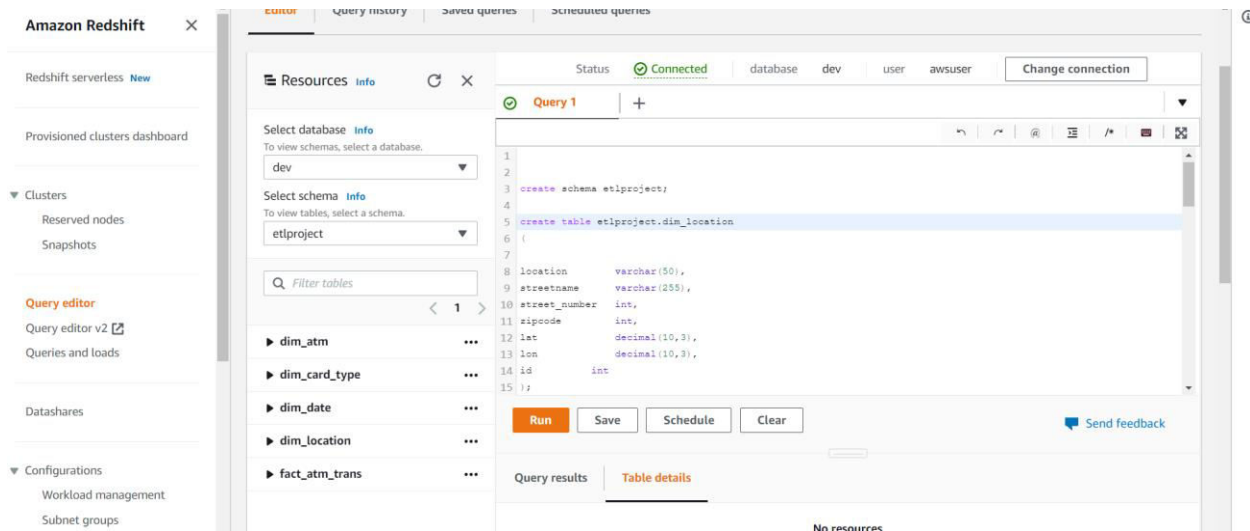 Amazon Redshift
Redshift serverless New
Provisioned clusters dashboard
Clusters
Reserved nodes
Snapshots
Query editor
Query editor v2
Queries and loads
Datashares
Configurations
Workload management
Subnet groups
Editor Query history Saved queries Scheduled queries
Resources Info
Select database Info
To view schemas, select a database.
dev
Select schema Info
To view tables, select a schema.
etlproject
Filter tables
< 1 >
dim_atm ...
dim_card_type ...
dim_date ...
dim_location ...
fact_atm_trans ...
Status Connected database dev user awsuser Change connection
Query 1 +
/*
1
2
3 create schema etlproject;
4
5 create table etlproject.dim_location
6 (
7
8 location varchar(50),
9 streetname varchar(255),
10 street_number int,
11 zipcode int,
12 lat decimal(10,3),
13 lon decimal(10,3),
14 id int
15 );
Run Save Schedule Clear
Send feedback
Query results Table details
No resources